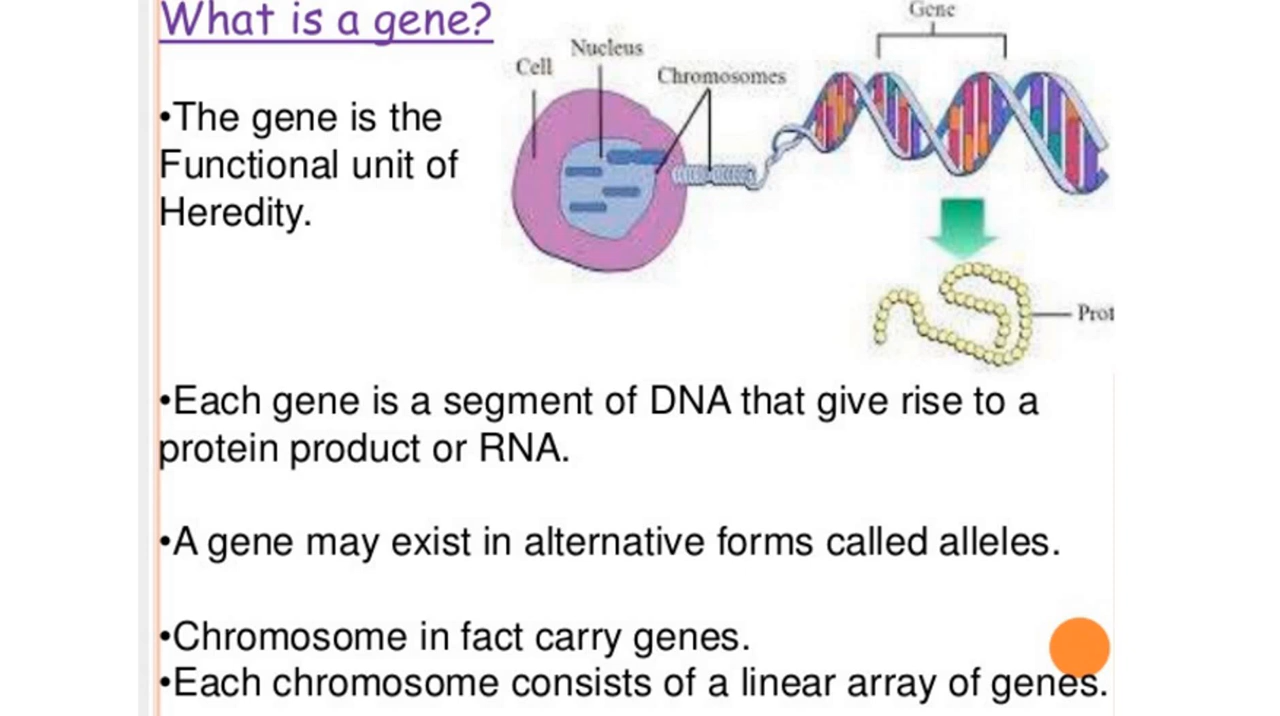 What is a gene?
•The gene is the
Functional unit of
Heredity.
Cell
Nucleus
Chromosomes
Gene
Prot
•Each gene is a segment of DNA that give rise to a
protein product or RNA.
•A gene may exist in alternative forms called alleles.
•Chromosome in fact carry genes.
•Each chromosome consists of a linear array of genes.